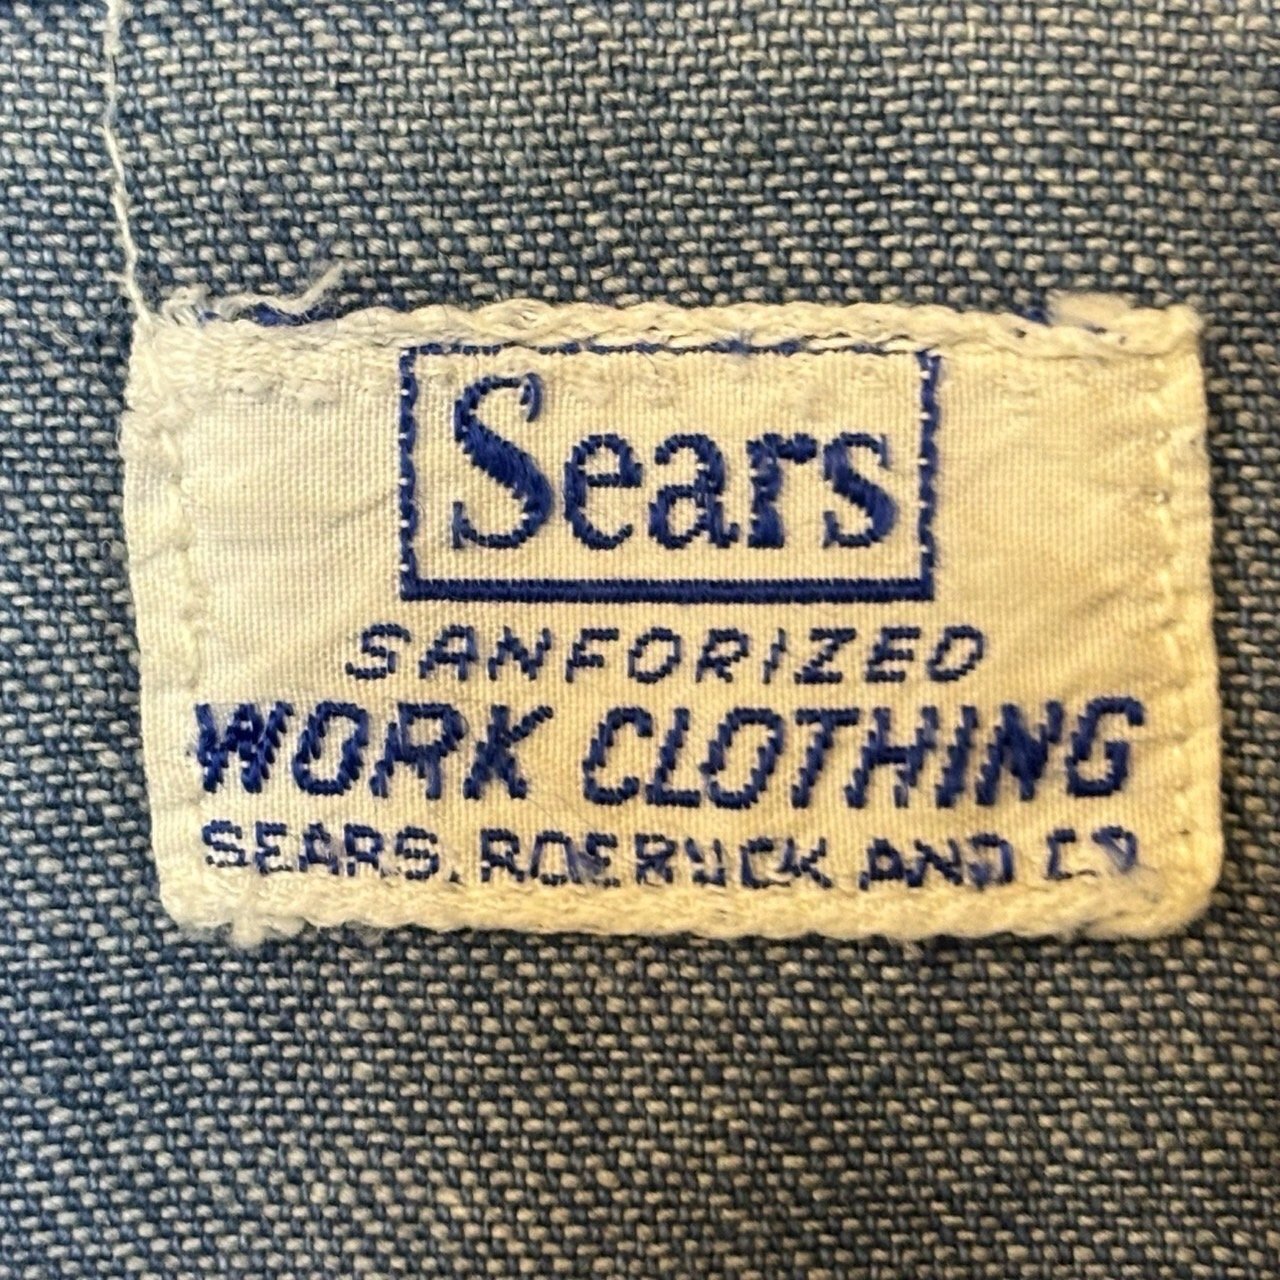 Sears
SANFORIZED
WORK CLOTHING
SEARS, ROEBUCK AND CO